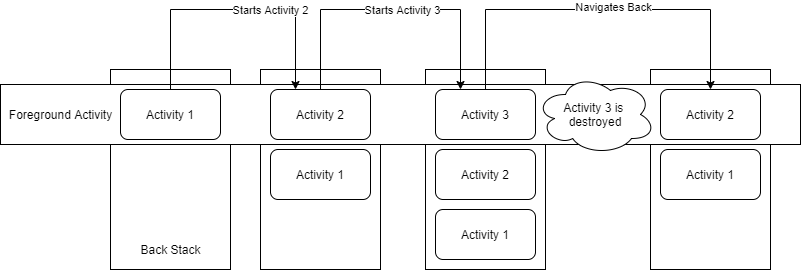 Starts Activity 2
Starts Activity 3
Navigates Back
Foreground Activity
Activity 1
Activity 2
Activity 3
Activity 3 is
destroyed
Activity 2
Activity 1
Activity 2
Activity 1
Activity 1
Back Stack